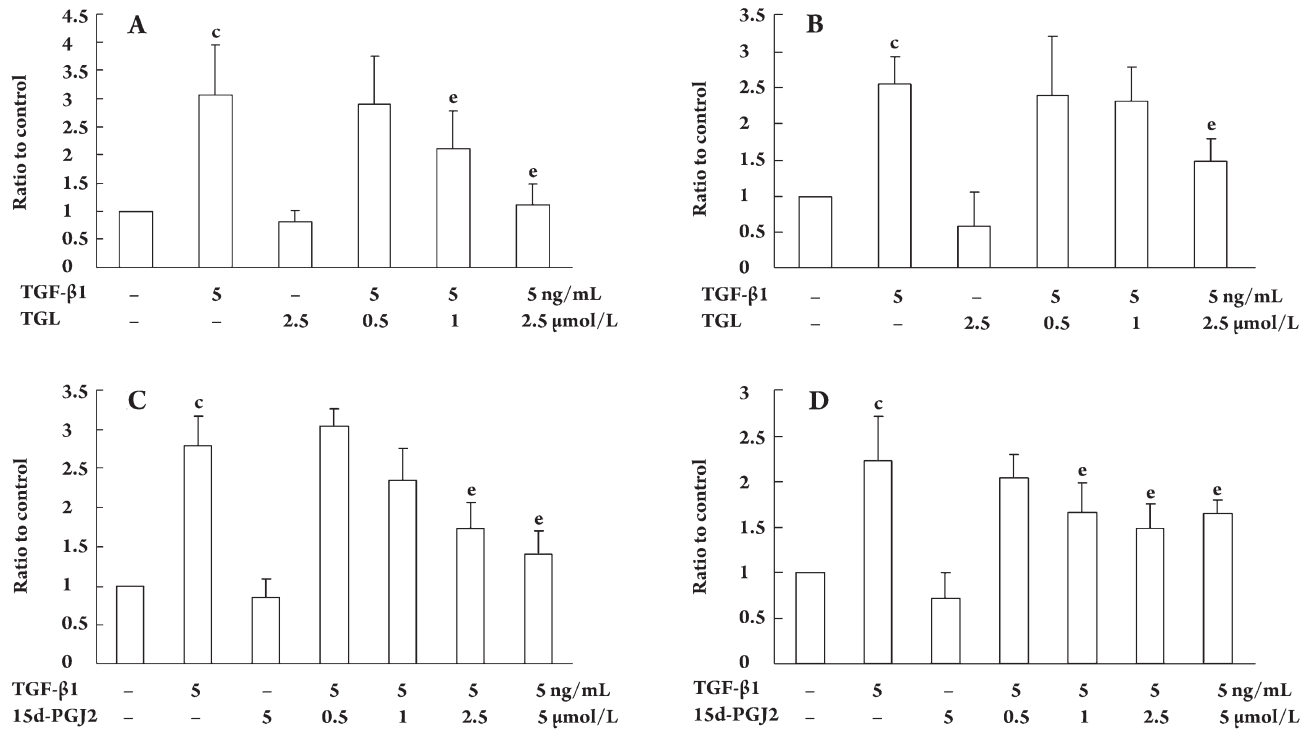 A
Ratio to control
4.5
4
3.5
3
2.5
2
1.5
1
0.5
0
c
e
e
TGF-β1 – 5 – 5 5 5 ng/mL
TGL – – 2.5 0.5 1 2.5 µmol/L
B
Ratio to control
3.5
3
2.5
2
1.5
1
0.5
0
c
e
TGF-β1 – 5 – 5 5 5 ng/mL
TGL – – 2.5 0.5 1 2.5 µmol/L
C
Ratio to control
3.5
3
2.5
2
1.5
1
0.5
0
c
e
e
TGF-β1 – 5 – 5 5 5 5 ng/mL
15d-PGJ2 – – 5 0.5 1 2.5 5 µmol/L
D
Ratio to control
3
2.5
2
1.5
1
0.5
0
c
e
e
e
TGF-β1 – 5 – 5 5 5 5 ng/mL
15d-PGJ2 – – 5 0.5 1 2.5 5 µmol/L